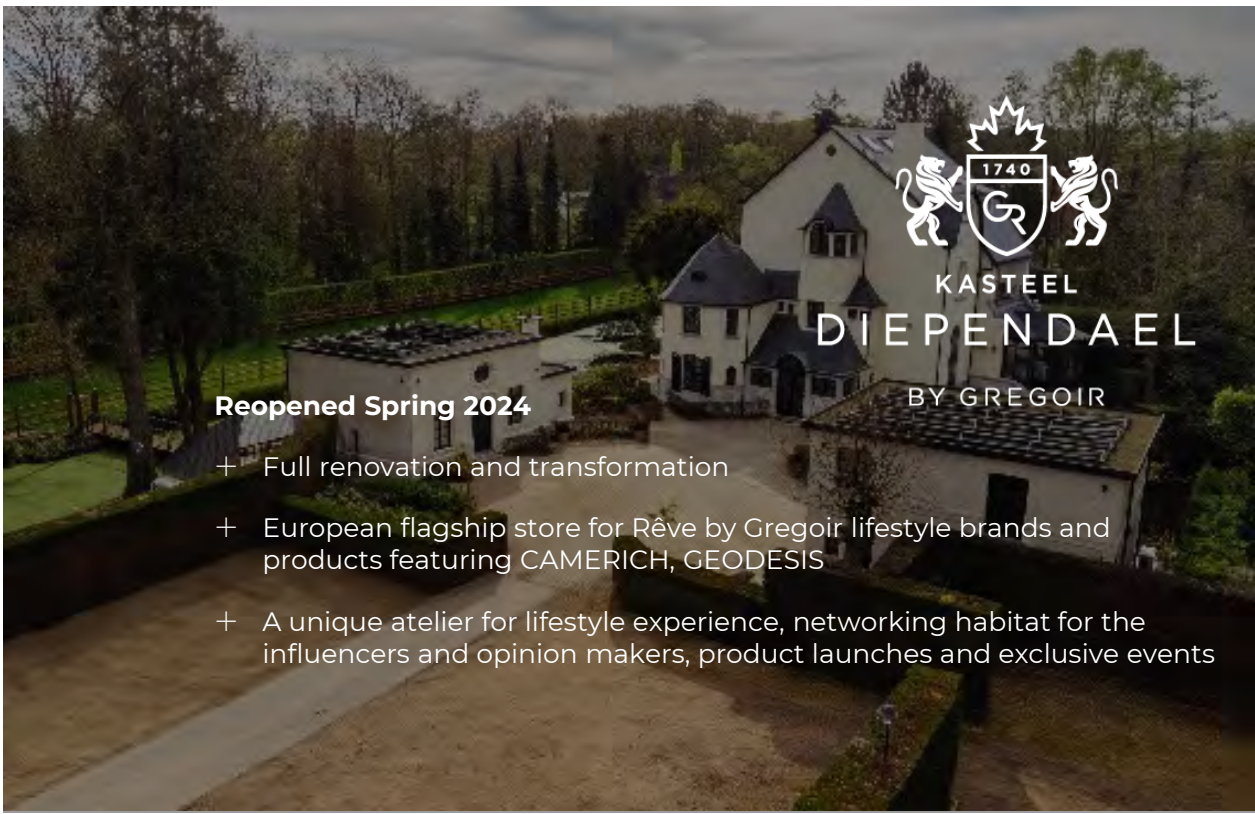 1740
GR
KASTEEL
DIEPENDAEL
BY GREGOIR
Reopened Spring 2024
+ Full renovation and transformation
+ European flagship store for Rêve by Gregoir lifestyle brands and
products featuring CAMERICH, GEODESIS
+ A unique atelier for lifestyle experience, networking habitat for the
influencers and opinion makers, product launches and exclusive events